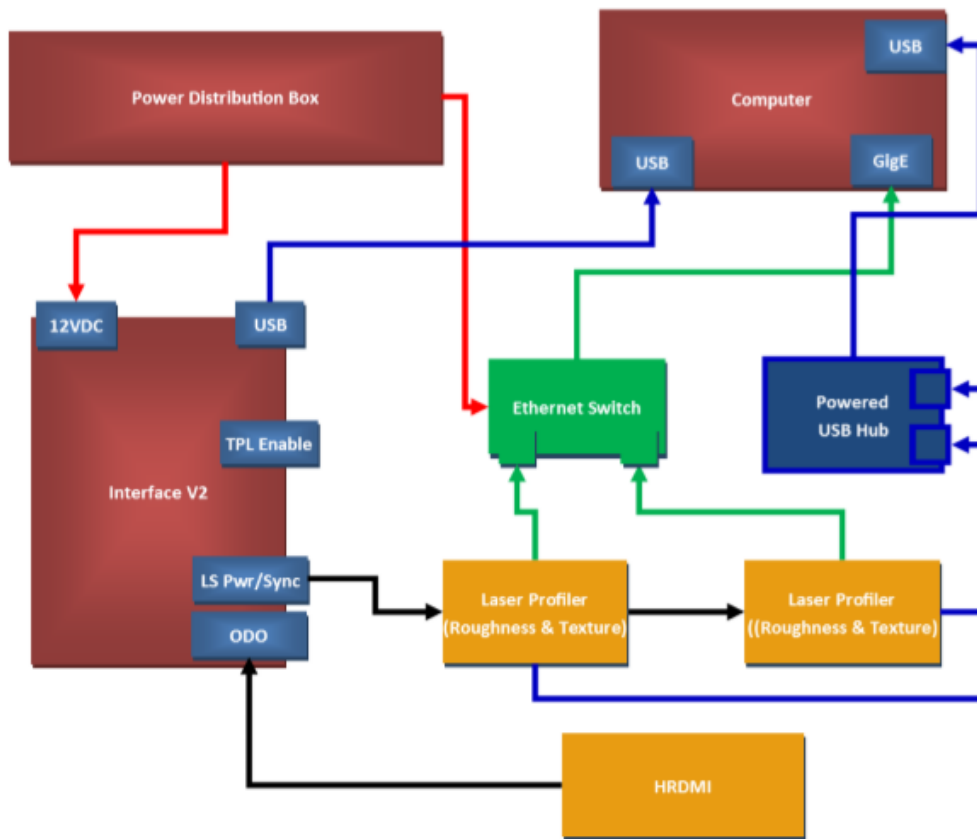 USB
Power Distribution Box
Computer
USB
GigE
12VDC
USB
Ethernet Switch
Powered
USB Hub
TPL Enable
Interface V2
LS Pwr/Sync
Laser Profiler
(Roughness & Texture)
Laser Profiler
((Roughness & Texture)
ODO
HRDMI